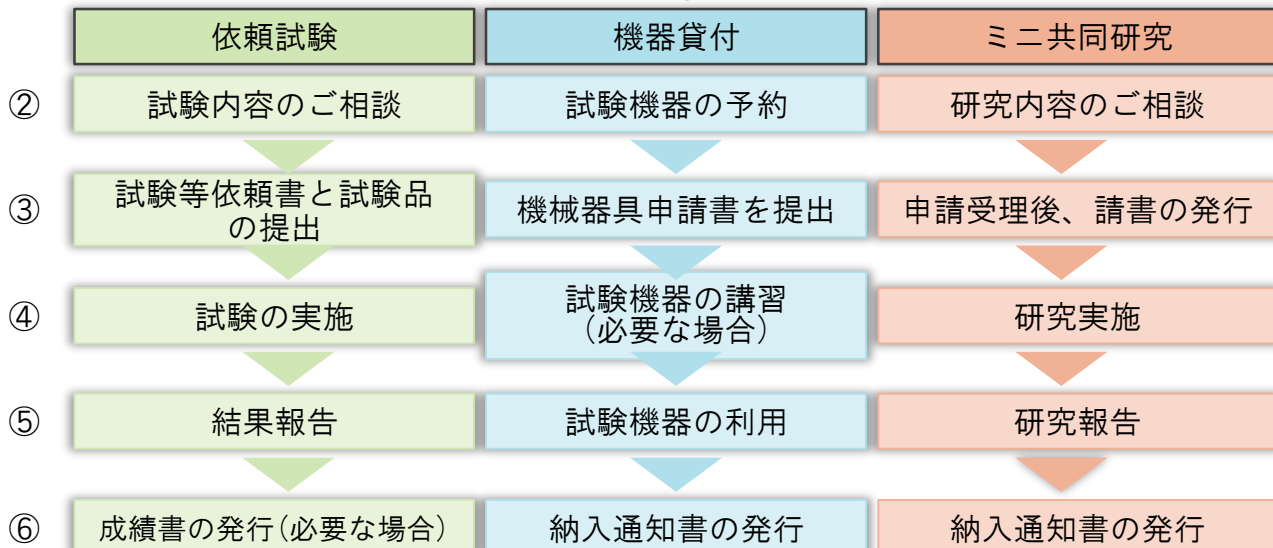 依頼試験 機器貸付 ミニ共同研究
② 試験内容のご相談 試験機器の予約 研究内容のご相談
③ 試験等依頼書と試験品
の提出 機械器具申請書を提出 申請受理後、請書の発行
④ 試験の実施 試験機器の講習
(必要な場合) 研究実施
⑤ 結果報告 試験機器の利用 研究報告
⑥ 成績書の発行(必要な場合) 納入通知書の発行 納入通知書の発行